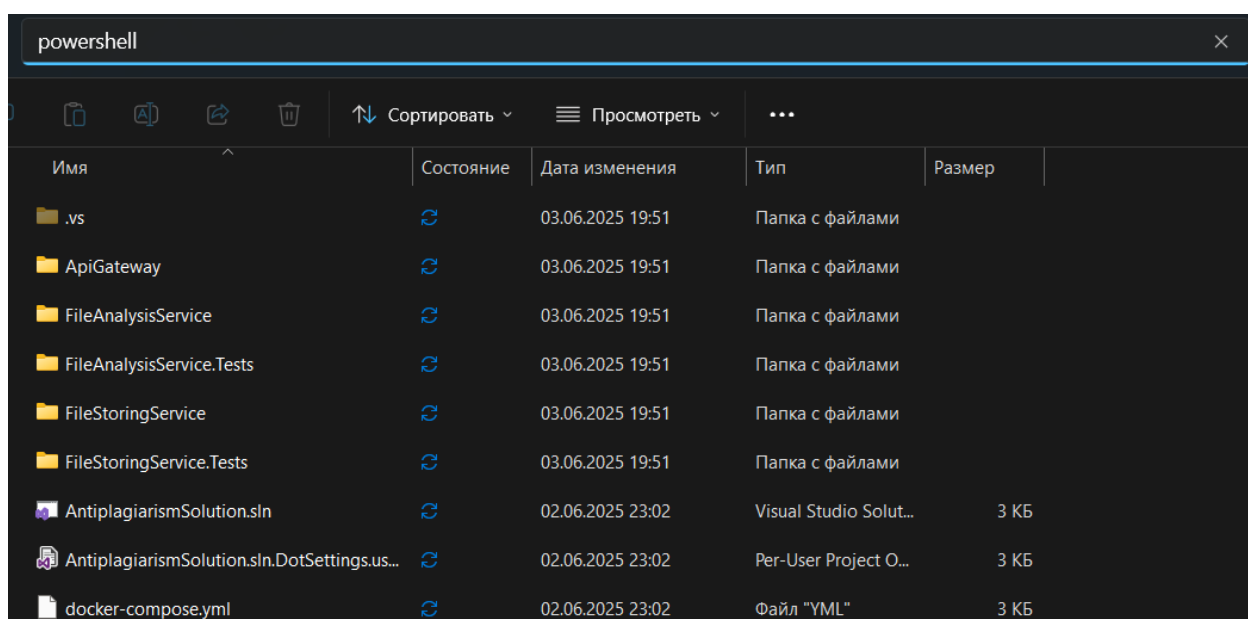 powershell
Сортировать Просмотреть
Имя Состояние Дата изменения Тип Размер
.vs 03.06.2025 19:51 Папка с файлами
ApiGateway 03.06.2025 19:51 Папка с файлами
FileAnalysisService 03.06.2025 19:51 Папка с файлами
FileAnalysisService.Tests 03.06.2025 19:51 Папка с файлами
FileStoringService 03.06.2025 19:51 Папка с файлами
FileStoringService.Tests 03.06.2025 19:51 Папка с файлами
AntiplagiarismSolution.sln 02.06.2025 23:02 Visual Studio Solut... 3 КБ
AntiplagiarismSolution.sln.DotSettings.us... 02.06.2025 23:02 Per-User Project O... 3 КБ
docker-compose.yml 02.06.2025 23:02 Файл "YML" 3 КБ